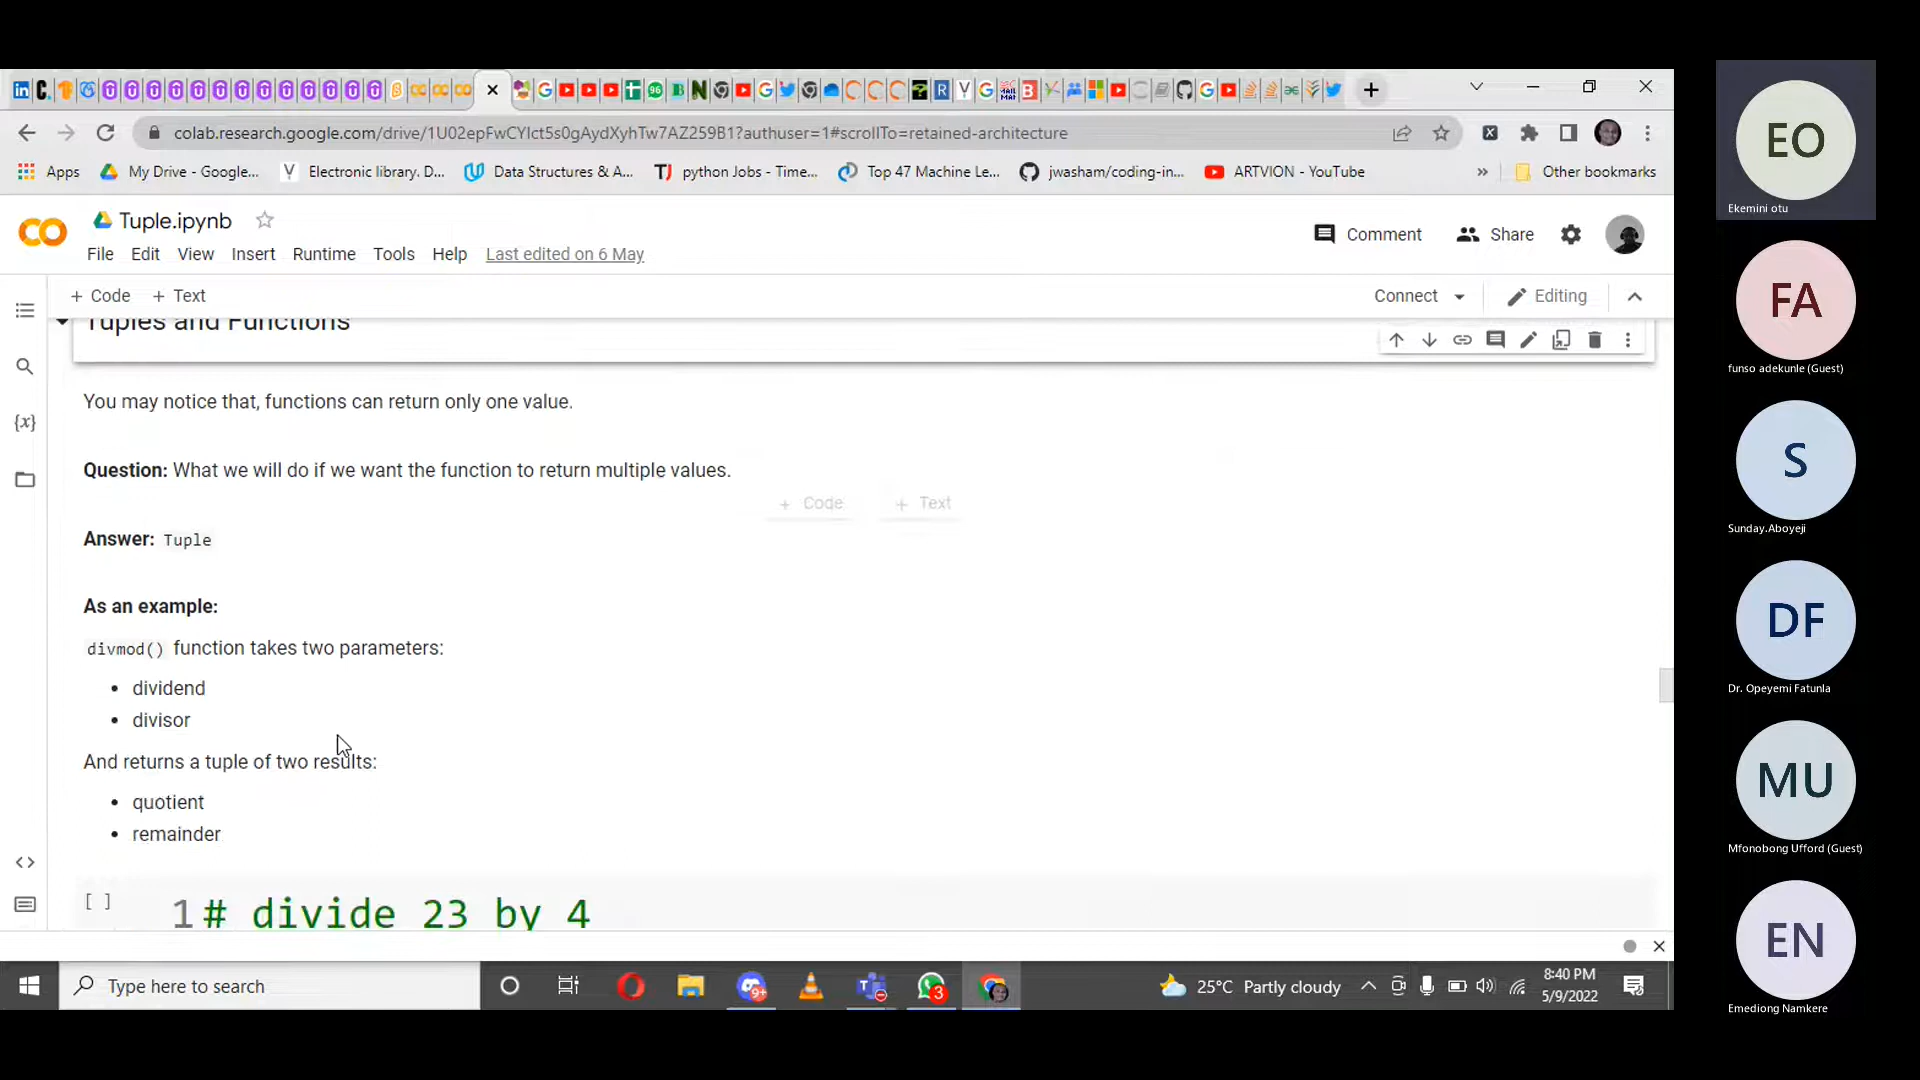 colab.research.google.com/drive/1U02epFwCYIct5s0gAydXyhTw7AZ259B1?authuser=1#scrollTo=retained-architecture
Apps
My Drive - Google...
Electronic library. D...
Data Structures & A...
python Jobs - Time...
Top 47 Machine Le...
jwasham/coding-in...
ARTVION - YouTube
»
Other bookmarks
Tuple.ipynb
Comment
Share
File Edit View Insert Runtime Tools Help Last edited on 6 May
+ Code + Text
Connect
Editing
Tuples and Functions
You may notice that, functions can return only one value.
Question: What we will do if we want the function to return multiple values.
+ Code + Text
Answer: Tuple
As an example:
divmod() function takes two parameters:
• dividend
• divisor
And returns a tuple of two results:
• quotient
• remainder
[ ]
1 # divide 23 by 4
Type here to search
9+
3
25°C Partly cloudy
8:40 PM
5/9/2022
EO
Ekemini otu
FA
funso adekunle (Guest)
S
Sunday.Aboyeji
DF
Dr. Opeyemi Fatunla
MU
Mfonobong Ufford (Guest)
EN
Emediong Namkere